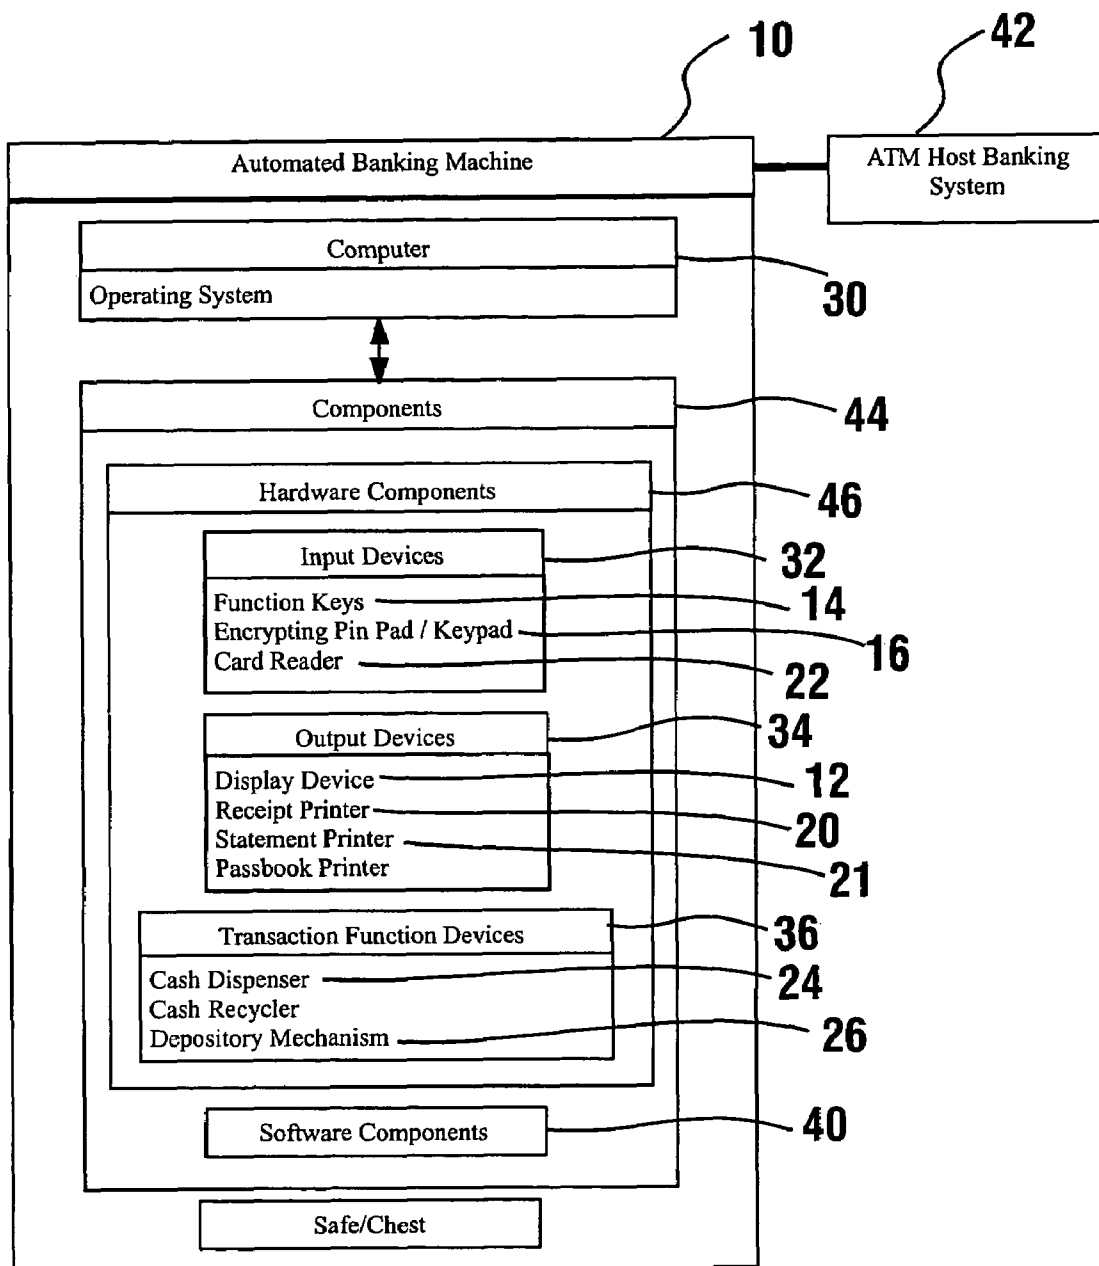 10
42
Automated Banking Machine
ATM Host Banking
System
Computer
30
Operating System
Components
44
Hardware Components
46
Input Devices
32
Function Keys
14
Encrypting Pin Pad / Keypad
16
Card Reader
22
Output Devices
34
Display Device
12
Receipt Printer
20
Statement Printer
21
Passbook Printer
Transaction Function Devices
36
Cash Dispenser
24
Cash Recycler
Depository Mechanism
26
Software Components
40
Safe/Chest